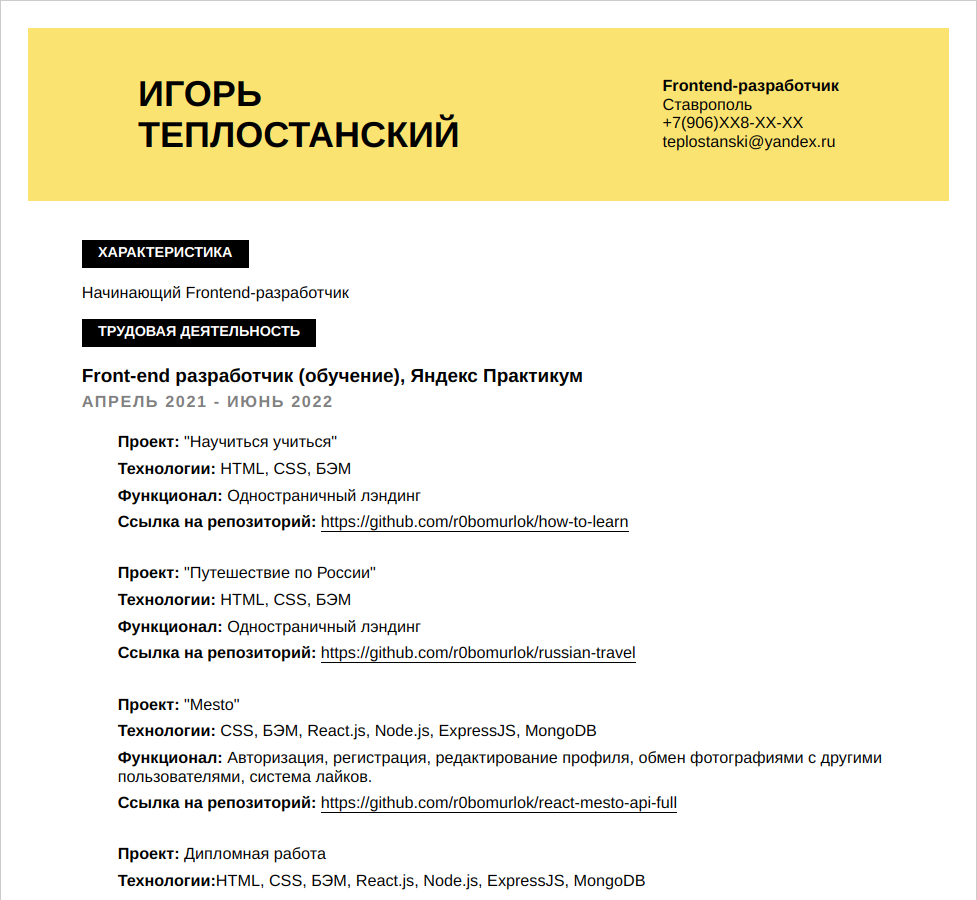 ИГОРЬ
ТЕПЛОСТАНСКИЙ
Frontend-разработчик
Ставрополь
+7(906)XX8-XX-XX
teplostanski@yandex.ru
ХАРАКТЕРИСТИКА
Начинающий Frontend-разработчик
ТРУДОВАЯ ДЕЯТЕЛЬНОСТЬ
Front-end разработчик (обучение), Яндекс Практикум
АПРЕЛЬ 2021 - ИЮНЬ 2022
Проект: "Научиться учиться"
Технологии: HTML, CSS, БЭМ
Функционал: Одностраничный лэндинг
Ссылка на репозиторий: https://github.com/r0bomurlok/how-to-learn
Проект: "Путешествие по России"
Технологии: HTML, CSS, БЭМ
Функционал: Одностраничный лэндинг
Ссылка на репозиторий: https://github.com/r0bomurlok/russian-travel
Проект: "Mesto"
Технологии: CSS, БЭМ, React.js, Node.js, ExpressJS, MongoDB
Функционал: Авторизация, регистрация, редактирование профиля, обмен фотографиями с другими
пользователями, система лайков.
Ссылка на репозиторий: https://github.com/r0bomurlok/react-mesto-api-full
Проект: Дипломная работа
Технологии:HTML, CSS, БЭМ, React.js, Node.js, ExpressJS, MongoDB